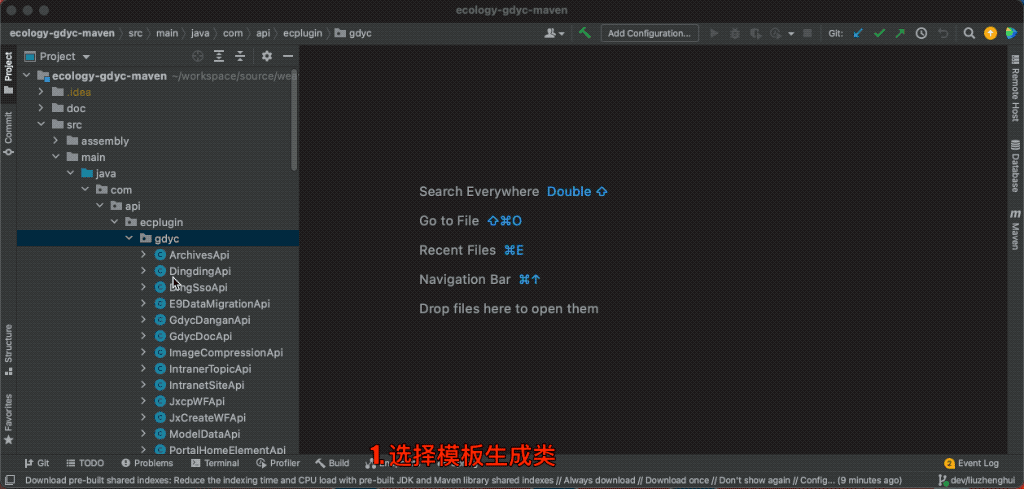 ecology-gdyc-maven
ecology-gdyc-maven
src
main
java
com
api
ecplugin
gdyc
Add Configuration...
Git:
Project
Project
ecology-gdyc-maven ~/workspace/source/wea
.idea
doc
src
assembly
main
java
com
api
ecplugin
gdyc
ArchivesApi
DingdingApi
DingSsoApi
E9DataMigrationApi
GdycDanganApi
GdycDocApi
ImageCompressionApi
IntranerTopicApi
IntranetSiteApi
JxcpWFApi
JxCreateWFApi
ModelDataApi
PortalHomeElementApi
Commit
Structure
Favorites
Search Everywhere Double ⇧
Go to File ⇧⌘O
Recent Files ⌘E
Navigation Bar ⌘↑
Drop files here to open them
Remote Host
Database
Maven
1.选择模板生成类
Git
TODO
Problems
Terminal
Profiler
Build
2 Event Log
Download pre-built shared indexes: Reduce the indexing time and CPU load with pre-built JDK and Maven library shared indexes // Always download // Download once // Don't show again // Config... (9 minutes ago)
dev/liuzhenghui